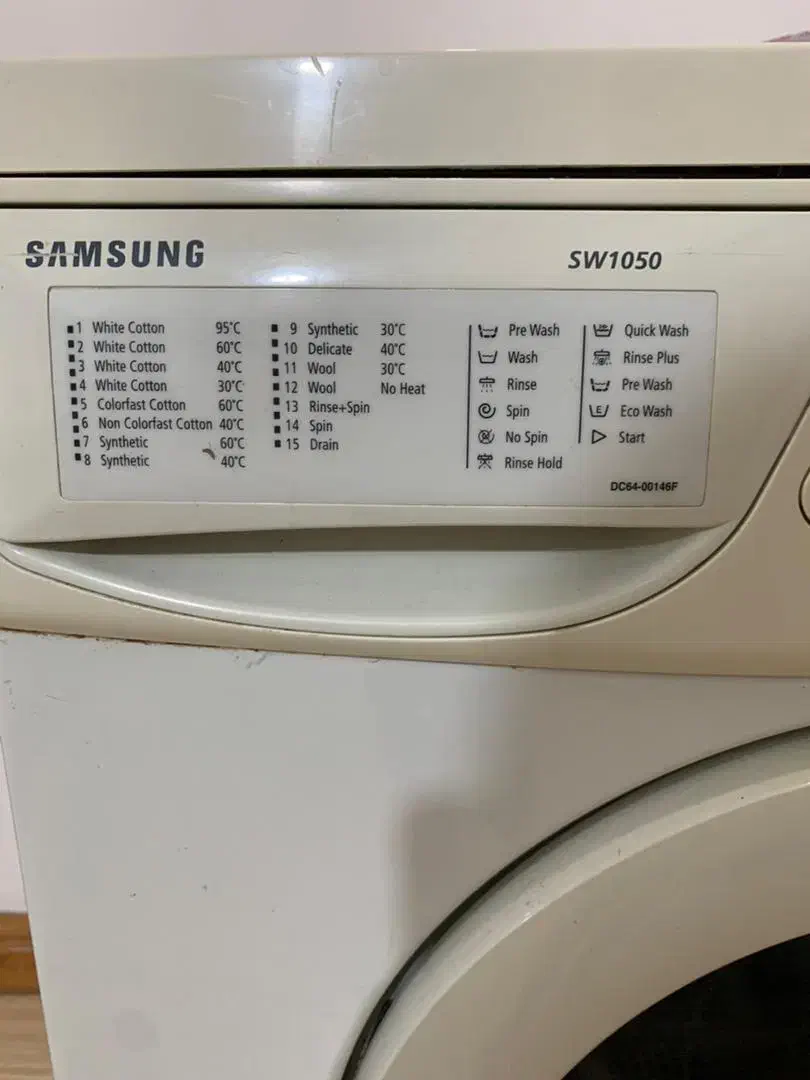 SAMSUNG
SW1050
1 White Cotton 95°C
2 White Cotton 60°C
3 White Cotton 40°C
4 White Cotton 30°C
5 Colorfast Cotton 60°C
6 Non Colorfast Cotton 40°C
7 Synthetic 60°C
8 Synthetic 40°C
9 Synthetic 30°C
10 Delicate 40°C
11 Wool 30°C
12 Wool No Heat
13 Rinse+Spin
14 Spin
15 Drain
Pre Wash
Wash
Rinse
Spin
No Spin
Rinse Hold
Quick Wash
Rinse Plus
Pre Wash
E Eco Wash
Start
DC64-00146F